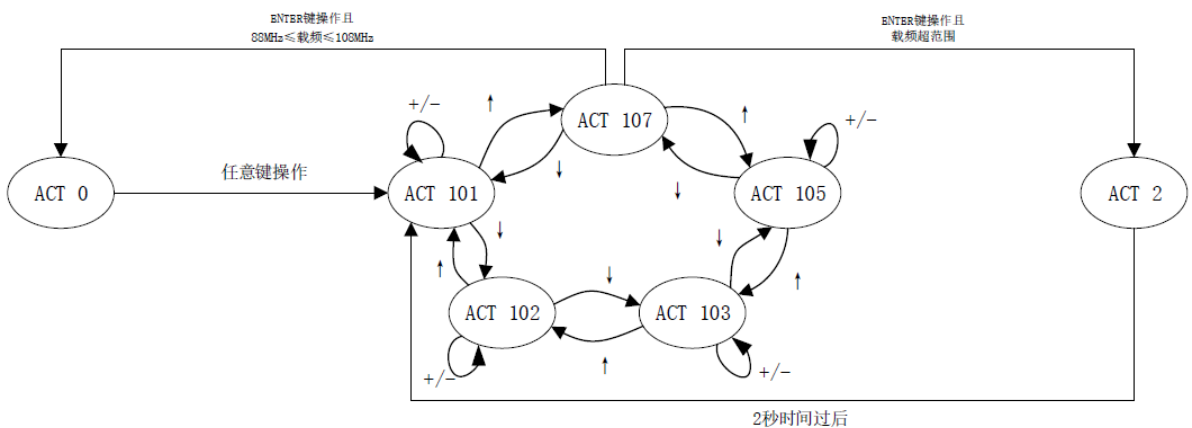 ENTER键操作且
88MHz≤载频≤108MHz
ENTER键操作且
载频超范围
+/-
↑
ACT 107
↑
+/-
任意键操作
↓
↓
ACT 0
ACT 101
ACT 105
ACT 2
↓
↓
↑
↓
↑
ACT 102
ACT 103
↑
+/-
+/-
2秒时间过后